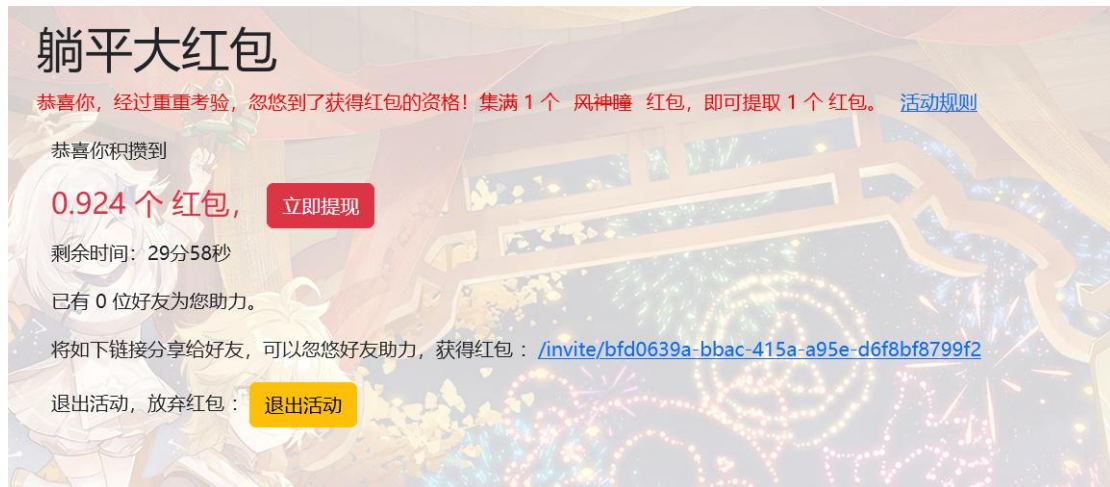 躺平大红包
恭喜你，经过重重考验，忽悠到了获得红包的资格！集满 1 个 风神瞳 红包，即可提取 1 个 红包。 活动规则
恭喜你积攒到
0.924 个 红包， 立即提现
剩余时间：29分58秒
已有 0 位好友为您助力。
将如下链接分享给好友，可以忽悠好友助力，获得红包： /invite/bfd0639a-bbac-415a-a95e-d6f8bf8799f2
退出活动，放弃红包： 退出活动